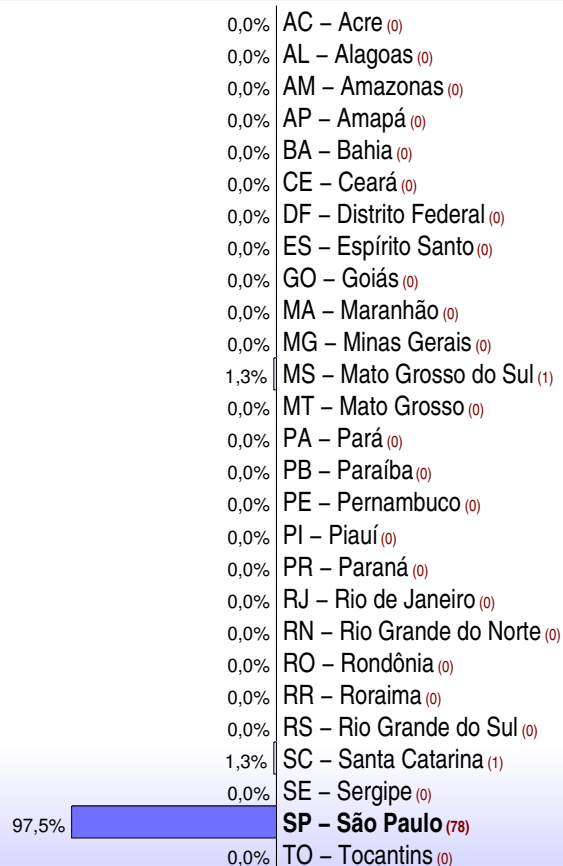 0,0% AC – Acre (0)
0,0% AL – Alagoas (0)
0,0% AM – Amazonas (0)
0,0% AP – Amapá (0)
0,0% BA – Bahia (0)
0,0% CE – Ceará (0)
0,0% DF – Distrito Federal (0)
0,0% ES – Espírito Santo (0)
0,0% GO – Goiás (0)
0,0% MA – Maranhão (0)
0,0% MG – Minas Gerais (0)
1,3% MS – Mato Grosso do Sul (1)
0,0% MT – Mato Grosso (0)
0,0% PA – Pará (0)
0,0% PB – Paraíba (0)
0,0% PE – Pernambuco (0)
0,0% PI – Piauí (0)
0,0% PR – Paraná (0)
0,0% RJ – Rio de Janeiro (0)
0,0% RN – Rio Grande do Norte (0)
0,0% RO – Rondônia (0)
0,0% RR – Roraima (0)
0,0% RS – Rio Grande do Sul (0)
1,3% SC – Santa Catarina (1)
0,0% SE – Sergipe (0)
97,5% SP – São Paulo (78)
0,0% TO – Tocantins (0)